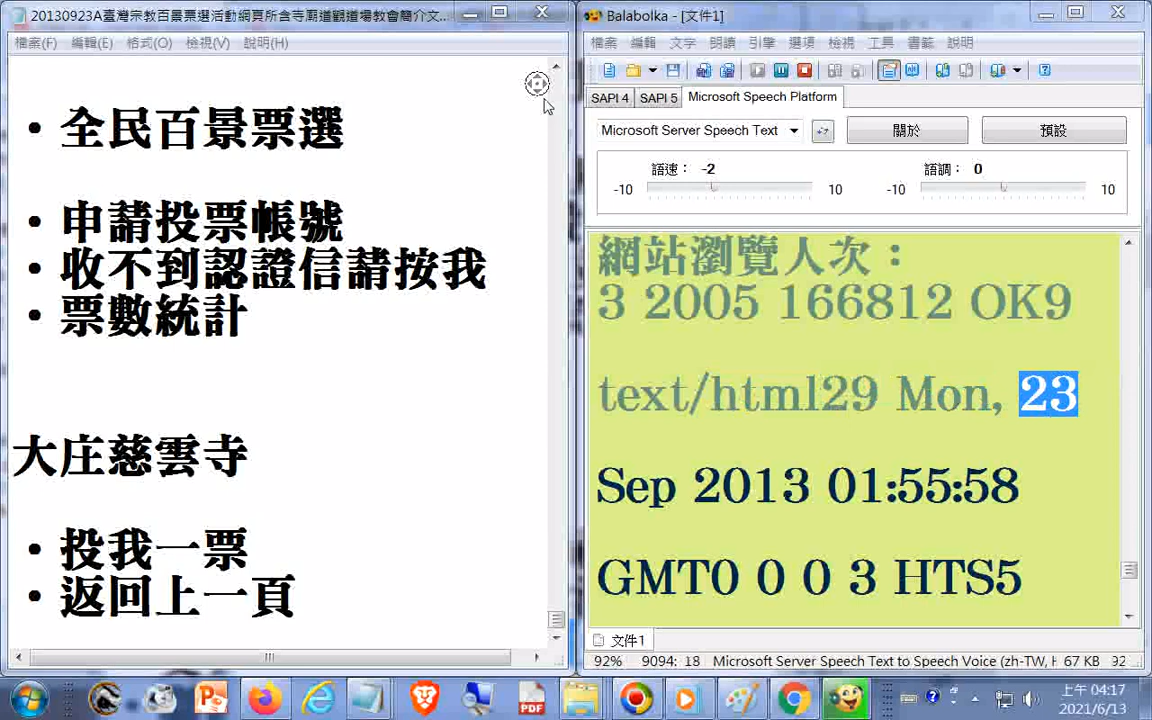 20130923A臺灣宗教百景票選活動網頁所含寺廟道觀道場教會簡介文...
檔案(F) 編輯(E) 格式(O) 檢視(V) 說明(H)
• 全民百景票選
• 申請投票帳號
• 收不到認證信請按我
• 票數統計
大庄慈雲寺
• 投我一票
• 返回上一頁
Balabolka - [文件1]
檔案 編輯 文字 朗讀 引擎 選項 檢視 工具 書籤 說明
SAPI 4 SAPI 5 Microsoft Speech Platform
Microsoft Server Speech Text 關於 預設
語速： -2 語調： 0
-10 10 -10 10
網站瀏覽人次：
3 2005 166812 OK9
text/html29 Mon, 23
Sep 2013 01:55:58
GMT0 0 0 3 HTS5
文件1
92% 9094: 18 Microsoft Server Speech Text to Speech Voice (zh-TW, H 67 KB 92
上午 04:17
2021/6/13